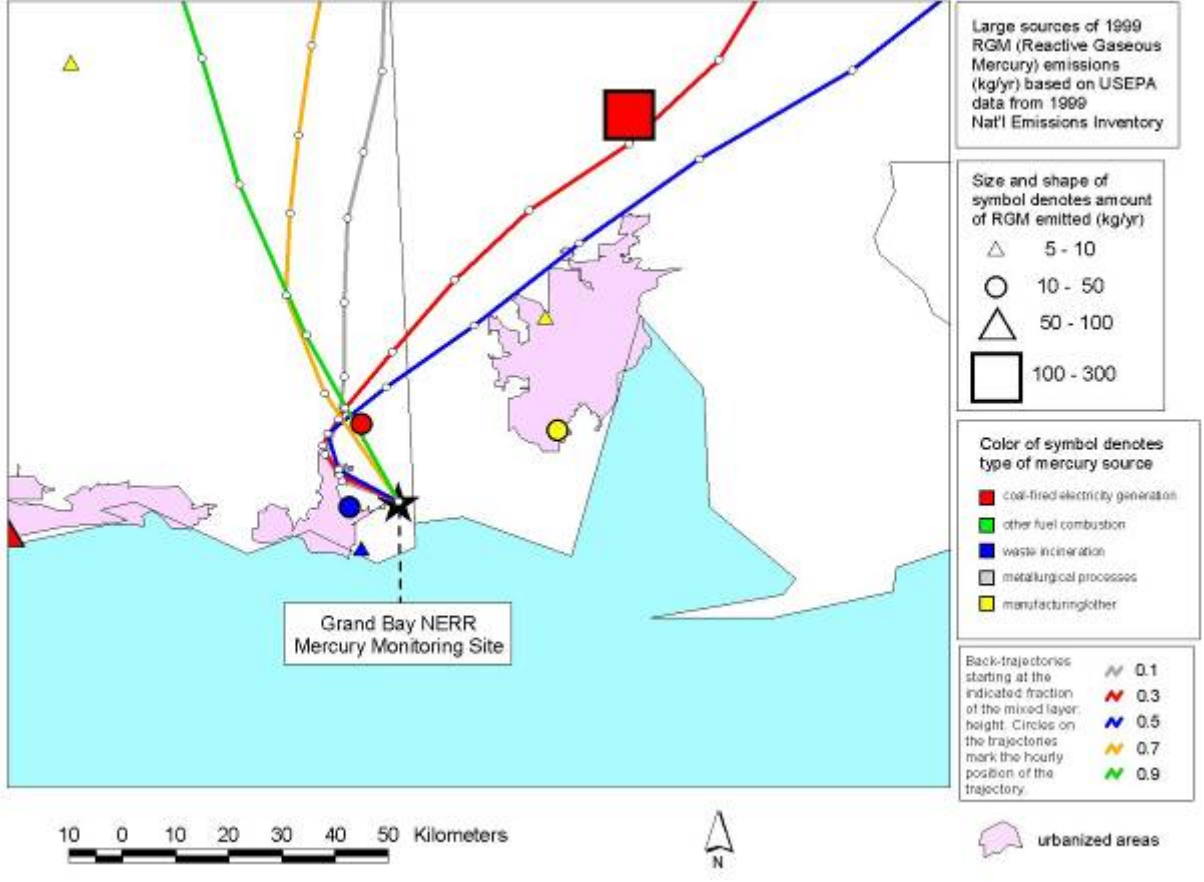 Large sources of 1999
RGM (Reactive Gaseous
Mercury) emissions
(kg/yr) based on USEPA
data from 1999
Nat'l Emissions Inventory
Size and shape of
symbol denotes amount
of RGM emitted (kg/yr)
5 - 10
10 - 50
50 - 100
100 - 300
Color of symbol denotes
type of mercury source
coal-fired electricity generation
other fuel combustion
waste incineration
metallurgical processes
manufacturing/other
Grand Bay NERR
Mercury Monitoring Site
Back-trajectories
starting at the
indicated fraction
of the mixed layer
height. Circles on
the trajectories
mark the hourly
position of the
trajectory.
0.1
0.3
0.5
0.7
0.9
10 0 10 20 30 40 50 Kilometers
N
urbanized areas